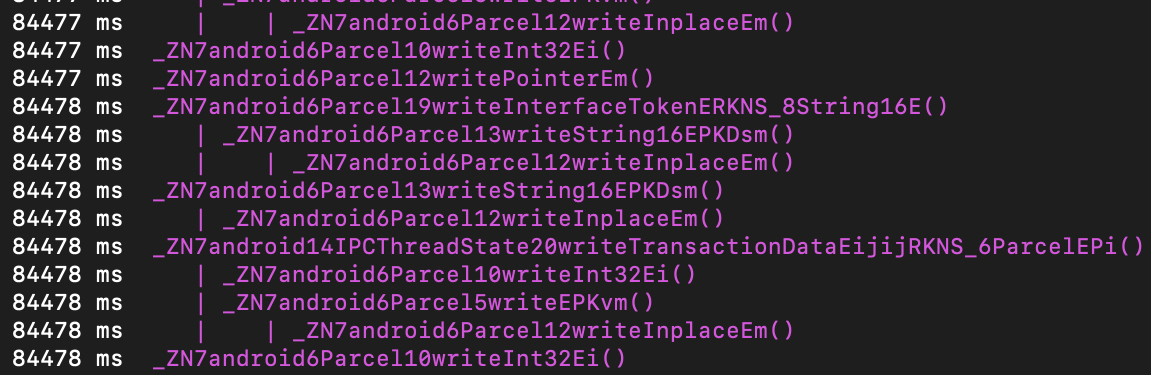 84477 ms | | _ZN7android6Parcel12writeInplaceEm()
84477 ms _ZN7android6Parcel10writeInt32Ei()
84477 ms _ZN7android6Parcel12writePointerEm()
84478 ms _ZN7android6Parcel19writeInterfaceTokenERKNS_8String16E()
84478 ms | _ZN7android6Parcel13writeString16EPKDsm()
84478 ms | | _ZN7android6Parcel12writeInplaceEm()
84478 ms _ZN7android6Parcel13writeString16EPKDsm()
84478 ms | _ZN7android6Parcel12writeInplaceEm()
84478 ms _ZN7android14IPCThreadState20writeTransactionDataEijijRKNS_6ParcelEPi()
84478 ms | _ZN7android6Parcel10writeInt32Ei()
84478 ms | _ZN7android6Parcel5writeEPKvm()
84478 ms | | _ZN7android6Parcel12writeInplaceEm()
84478 ms _ZN7android6Parcel10writeInt32Ei()